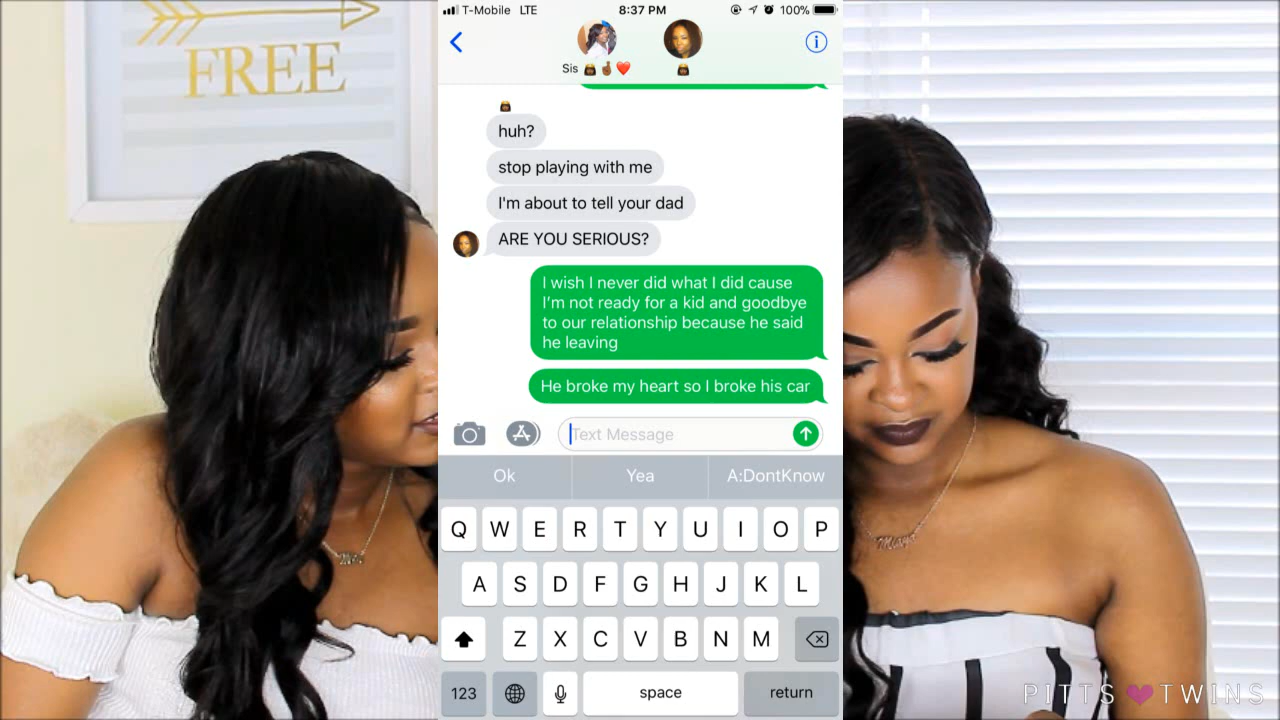 FREE
T-Mobile LTE
8:37 PM
100%
Sis
huh?
stop playing with me
I'm about to tell your dad
ARE YOU SERIOUS?
I wish I never did what I did cause
I'm not ready for a kid and goodbye
to our relationship because he said
he leaving
He broke my heart so I broke his car
Text Message
Ok
Yea
A:DontKnow
Q W E R T Y U I O P
A S D F G H J K L
Z X C V B N M
123
space
return
PITTS TWINS